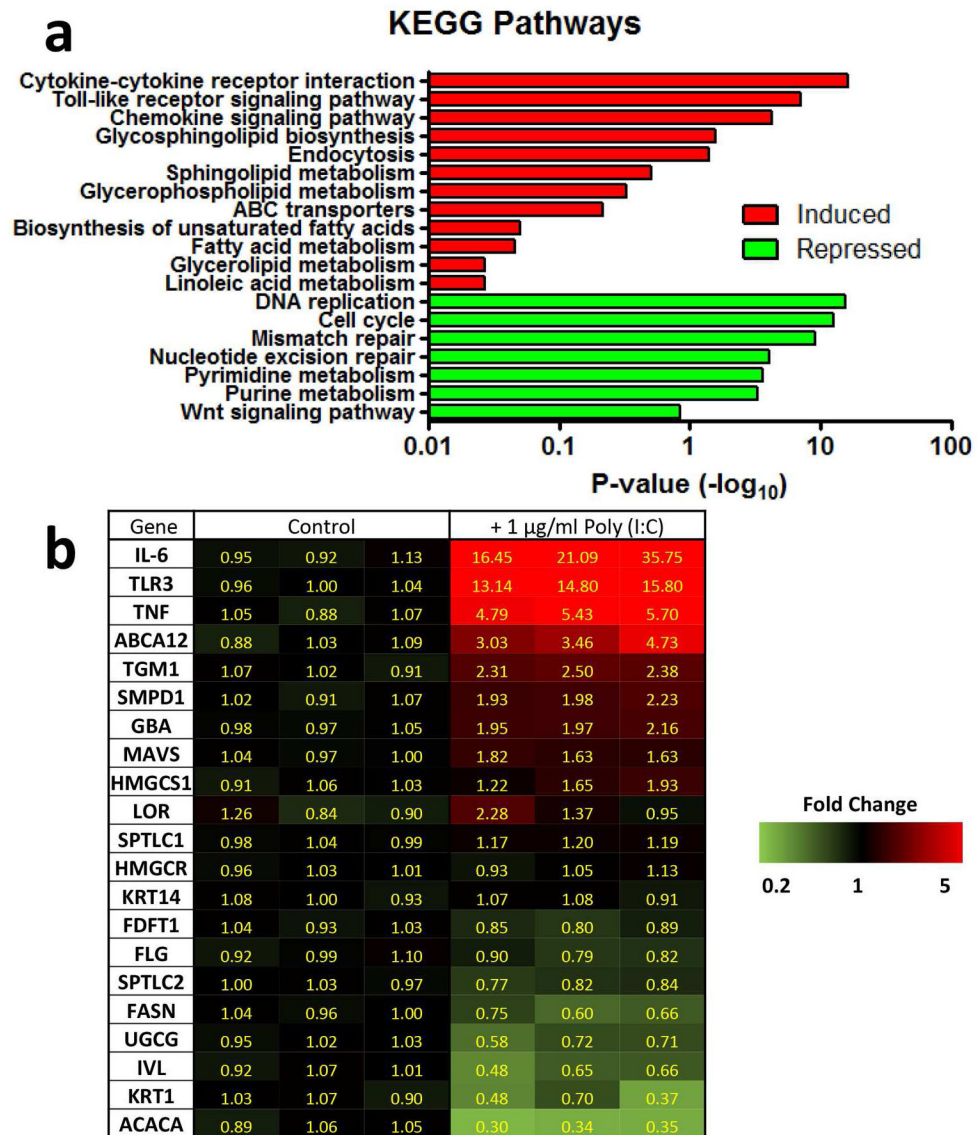 a
KEGG Pathways
Cytokine-cytokine receptor interaction
Toll-like receptor signaling pathway
Chemokine signaling pathway
Glycosphingolipid biosynthesis
Endocytosis
Sphingolipid metabolism
Glycerophospholipid metabolism
ABC transporters
Biosynthesis of unsaturated fatty acids
Fatty acid metabolism
Glycerolipid metabolism
Linoleic acid metabolism
DNA replication
Cell cycle
Mismatch repair
Nucleotide excision repair
Pyrimidine metabolism
Purine metabolism
Wnt signaling pathway
Induced
Repressed
0.01 0.1 1 10 100
P-value (-log10)
b
Gene Control + 1 µg/ml Poly (I:C)
IL-6 0.95 0.92 1.13 16.45 21.09 35.75
TLR3 0.96 1.00 1.04 13.14 14.80 15.80
TNF 1.05 0.88 1.07 4.79 5.43 5.70
ABCA12 0.88 1.03 1.09 3.03 3.46 4.73
TGM1 1.07 1.02 0.91 2.31 2.50 2.38
SMPD1 1.02 0.91 1.07 1.93 1.98 2.23
GBA 0.98 0.97 1.05 1.95 1.97 2.16
MAVS 1.04 0.97 1.00 1.82 1.63 1.63
HMGCS1 0.91 1.06 1.03 1.22 1.65 1.93
LOR 1.26 0.84 0.90 2.28 1.37 0.95
SPTLC1 0.98 1.04 0.99 1.17 1.20 1.19
HMGCR 0.96 1.03 1.01 0.93 1.05 1.13
KRT14 1.08 1.00 0.93 1.07 1.08 0.91
FDFT1 1.04 0.93 1.03 0.85 0.80 0.89
FLG 0.92 0.99 1.10 0.90 0.79 0.82
SPTLC2 1.00 1.03 0.97 0.77 0.82 0.84
FASN 1.04 0.96 1.00 0.75 0.60 0.66
UGCG 0.95 1.02 1.03 0.58 0.72 0.71
IVL 0.92 1.07 1.01 0.48 0.65 0.66
KRT1 1.03 1.07 0.90 0.48 0.70 0.37
ACACA 0.89 1.06 1.05 0.30 0.34 0.35
Fold Change
0.2 1 5